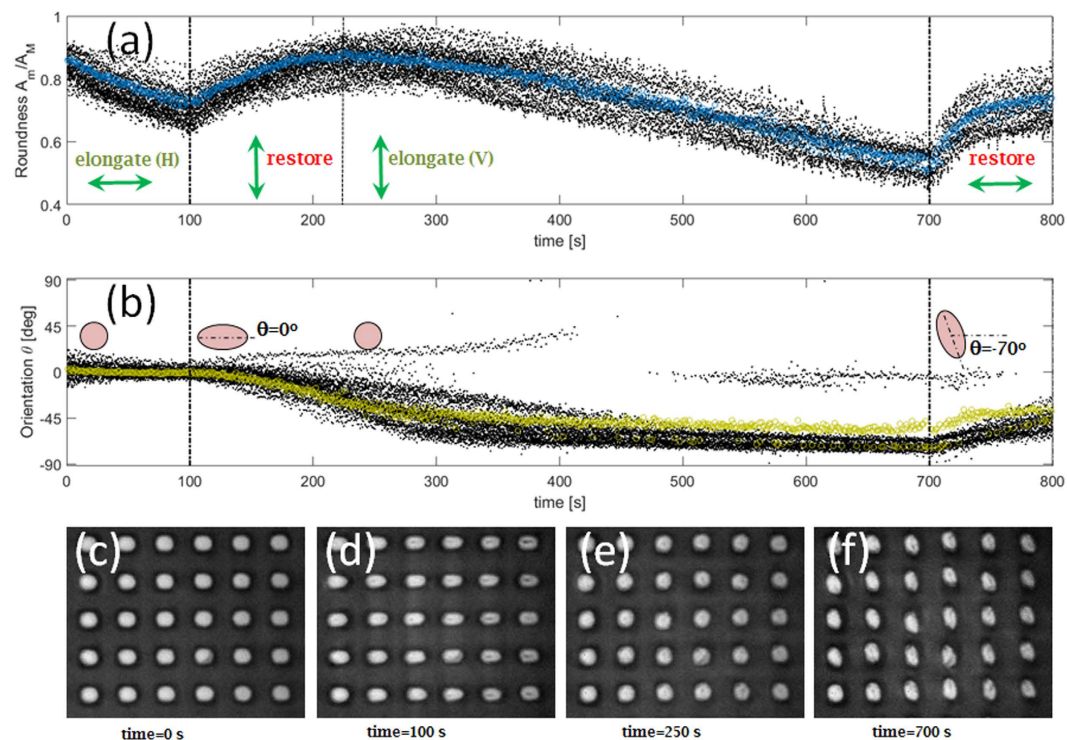 (a)
Roundness A_m/A_M
1
0.8
0.6
0.4
elongate (H)
restore
elongate (V)
restore
0 100 200 300 400 500 600 700 800
time [s]
(b)
Orientation θ [deg]
90
45
0
-45
-90
θ=0°
θ=-70°
0 100 200 300 400 500 600 700 800
time [s]
(c)
(d)
(e)
(f)
time=0 s
time=100 s
time=250 s
time=700 s